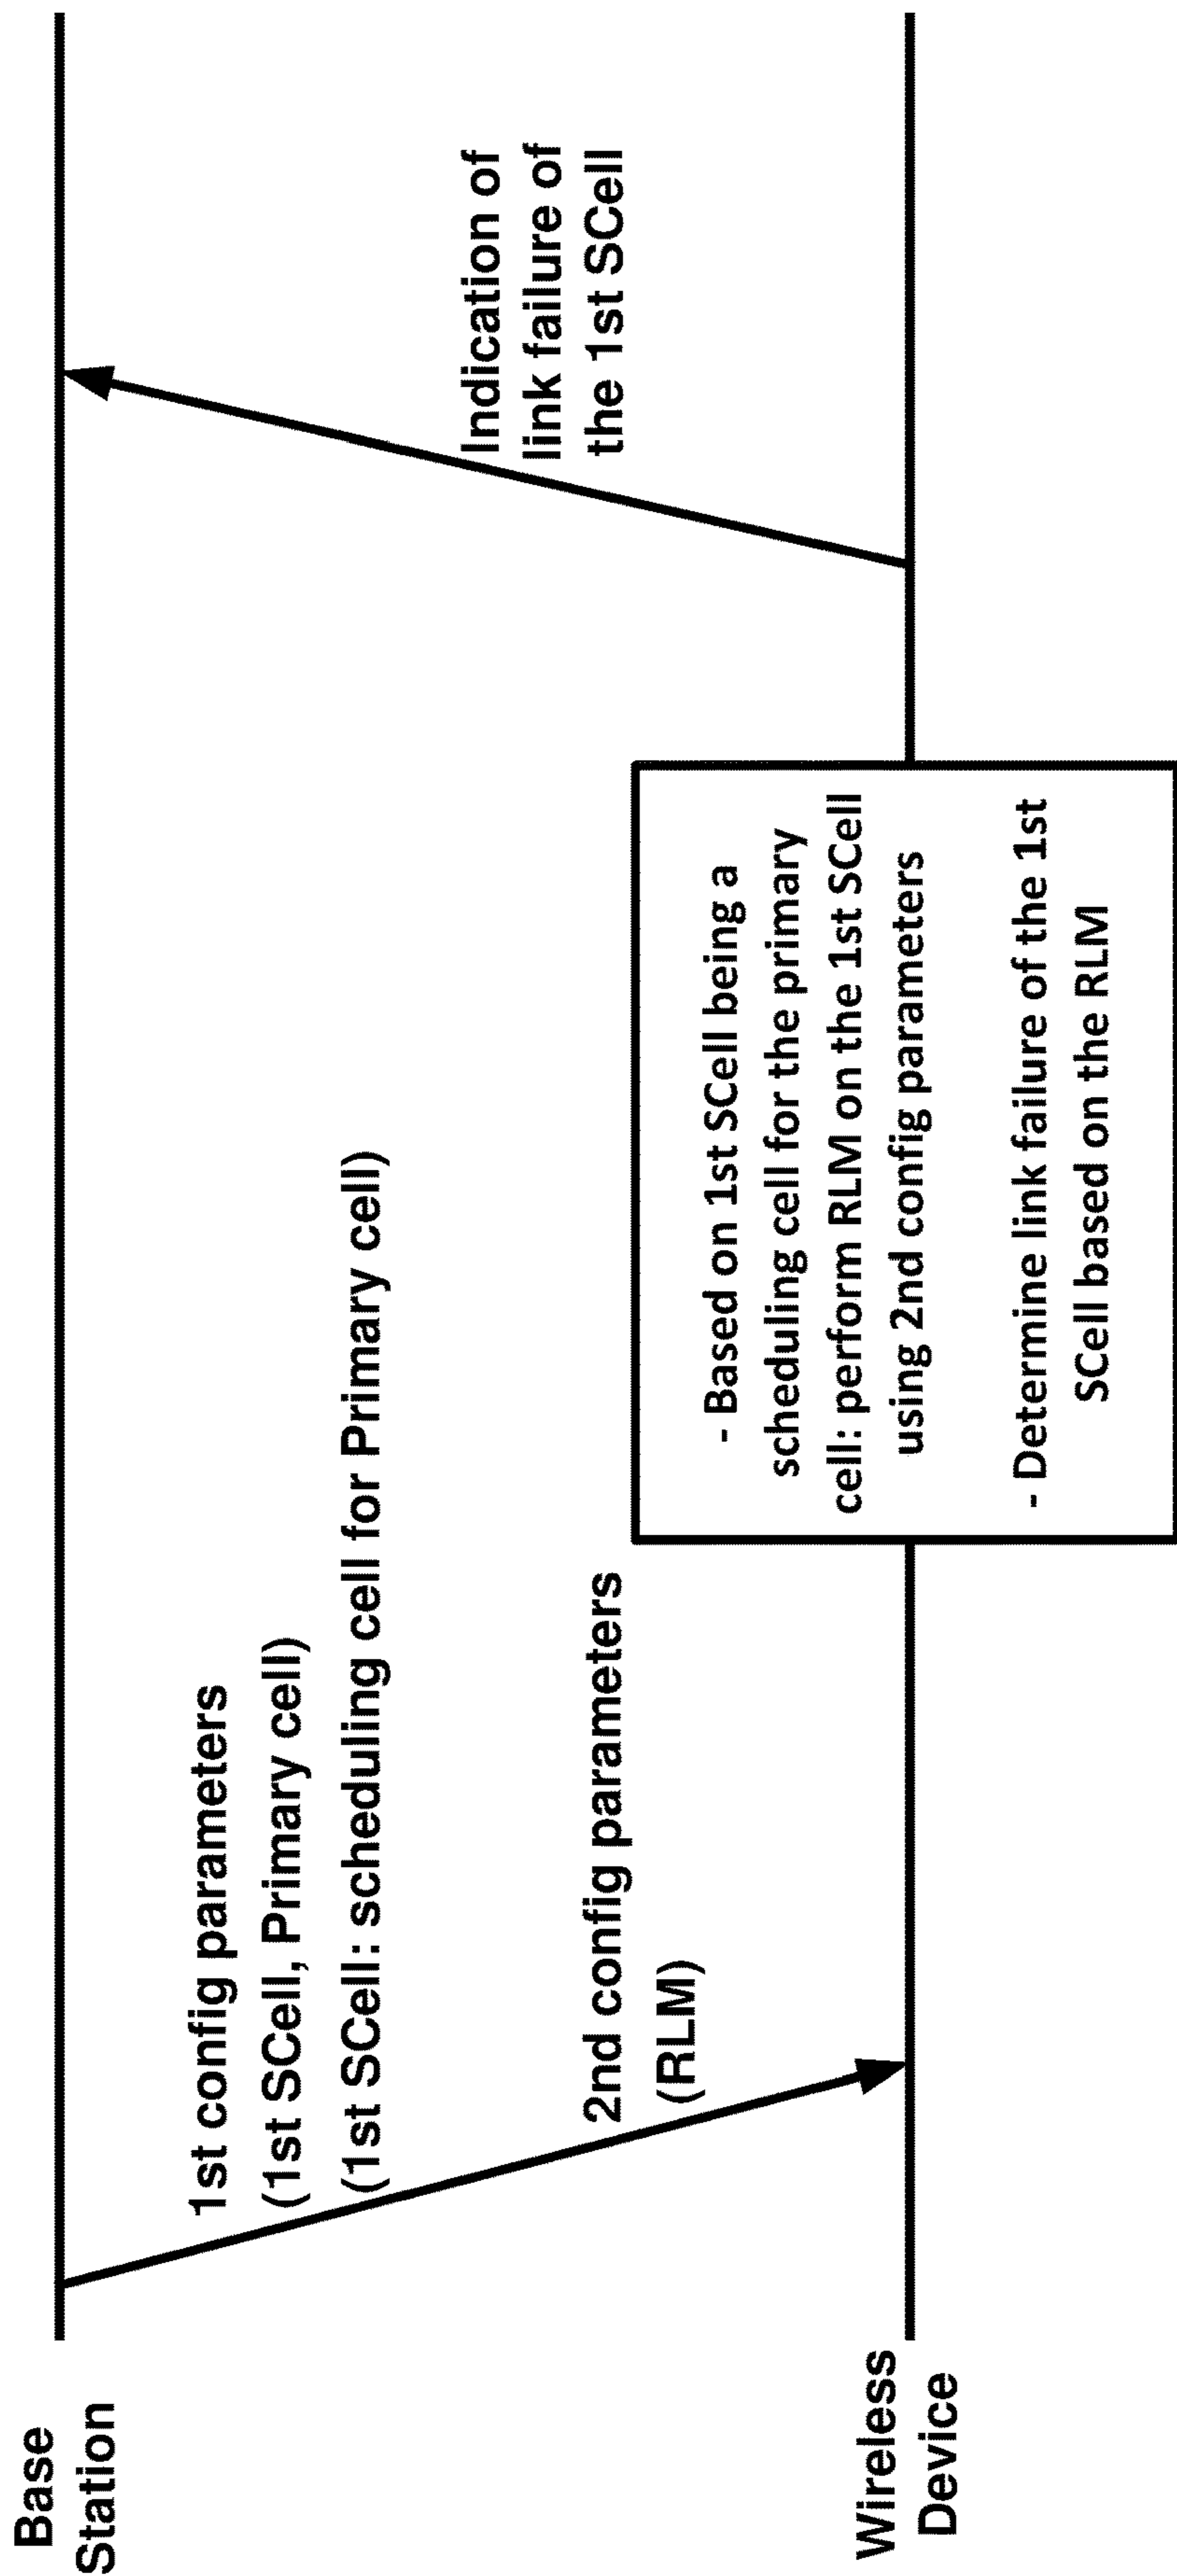 Base
Station
1st config parameters
(1st SCell, Primary cell)
(1st SCell: scheduling cell for Primary cell)
2nd config parameters
(RLM)
Wireless
Device
- Based on 1st SCell being a
scheduling cell for the primary
cell: perform RLM on the 1st SCell
using 2nd config parameters
- Determine link failure of the 1st
SCell based on the RLM
Indication of
link failure of
the 1st SCell